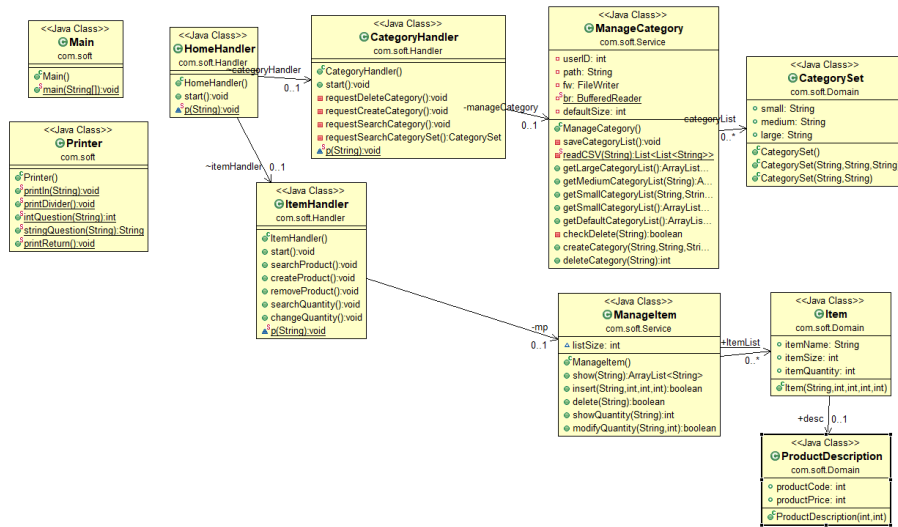 <<Java Class>>
Main
com.soft
Main()
main(String[]):void
<<Java Class>>
Printer
com.soft
Printer()
println(String):void
printDivider():void
intQuestion(String):int
stringQuestion(String):String
printReturn():void
<<Java Class>>
HomeHandler
com.soft.Handler
HomeHandler()
start():void
p(String):void
~categoryHandler
0..1
~itemHandler
0..1
<<Java Class>>
CategoryHandler
com.soft.Handler
CategoryHandler()
start():void
requestDeleteCategory():void
requestCreateCategory():void
requestSearchCategory():void
requestSearchCategorySet():CategorySet
p(String):void
-manageCategory
0..1
<<Java Class>>
ManageCategory
com.soft.Service
userID: int
path: String
fw: FileWriter
br: BufferedReader
defaultSize: int
ManageCategory()
saveCategoryList():void
readCSV(String):List<List<String>>
getLargeCategoryList():ArrayList...
getMediumCategoryList(String):A...
getSmallCategoryList(String,Strin...
getSmallCategoryList():ArrayList...
getDefaultCategoryList():ArrayList...
checkDelete(String):boolean
createCategory(String,String,Stri...
deleteCategory(String):int
categoryList
0..*
<<Java Class>>
CategorySet
com.soft.Domain
small: String
medium: String
large: String
CategorySet()
CategorySet(String,String,String)
CategorySet(String,String)
<<Java Class>>
ItemHandler
com.soft.Handler
ItemHandler()
start():void
searchProduct():void
createProduct():void
removeProduct():void
searchQuantity():void
changeQuantity():void
p(String):void
-mp
0..1
<<Java Class>>
ManageItem
com.soft.Service
listSize: int
ManageItem()
show(String):ArrayList<String>
insert(String,int,int,int):boolean
delete(String):boolean
showQuantity(String):int
modifyQuantity(String,int):boolean
+ItemList
0..*
<<Java Class>>
Item
com.soft.Domain
itemName: String
itemSize: int
itemQuantity: int
Item(String,int,int,int,int)
+desc
0..1
<<Java Class>>
ProductDescription
com.soft.Domain
productCode: int
productPrice: int
ProductDescription(int,int)